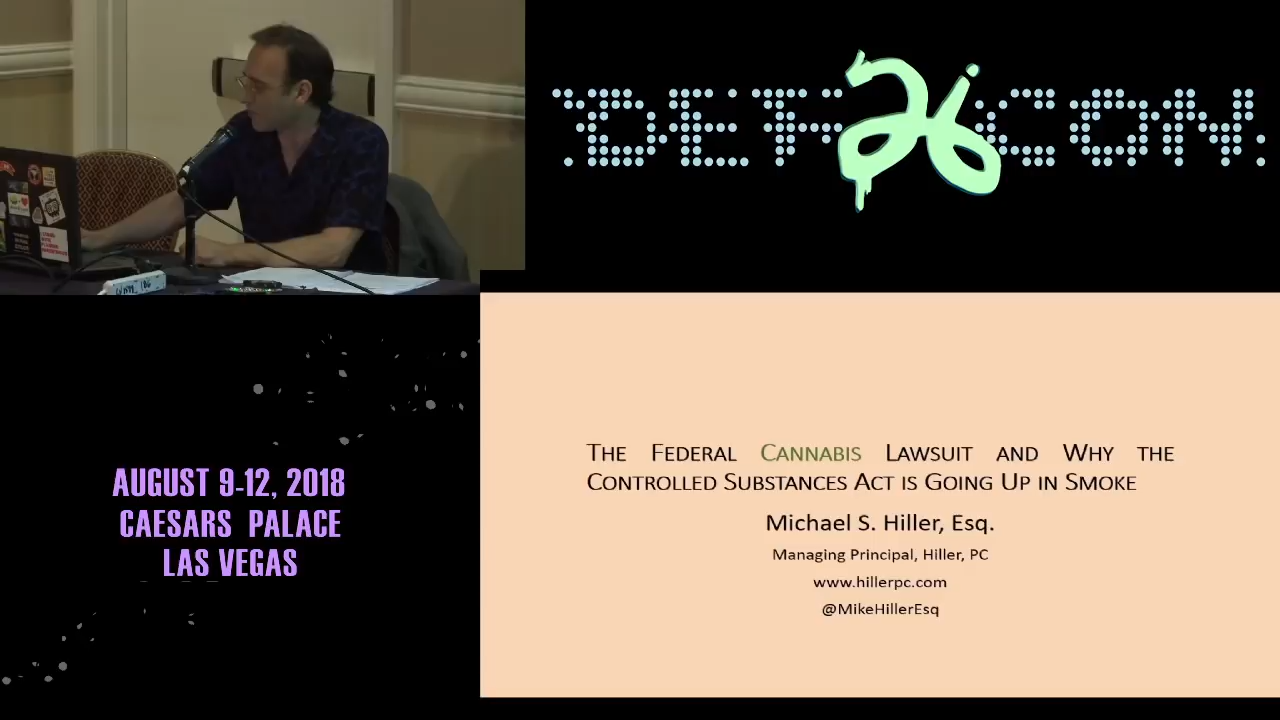 DEF 26 CON
THE FEDERAL CANNABIS LAWSUIT AND WHY THE
CONTROLLED SUBSTANCES ACT IS GOING UP IN SMOKE
Michael S. Hiller, Esq.
Managing Principal, Hiller, PC
www.hillerpc.com
@MikeHillerEsq
AUGUST 9-12, 2018
CAESARS PALACE
LAS VEGAS